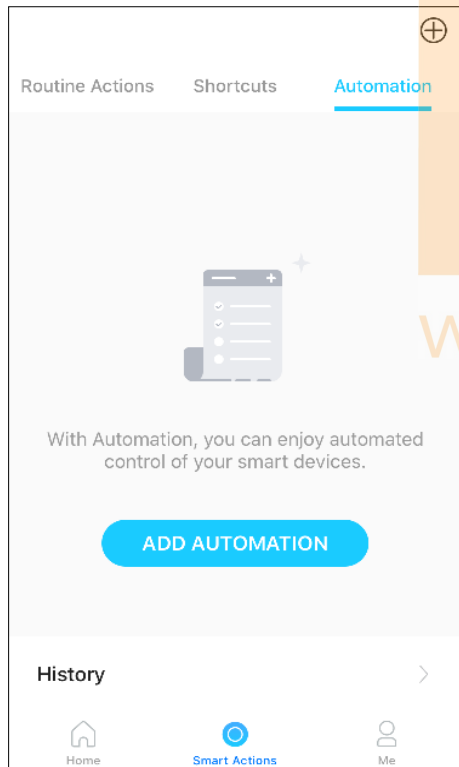 Routine Actions Shortcuts Automation
With Automation, you can enjoy automated
control of your smart devices.
ADD AUTOMATION
History
Home Smart Actions Me